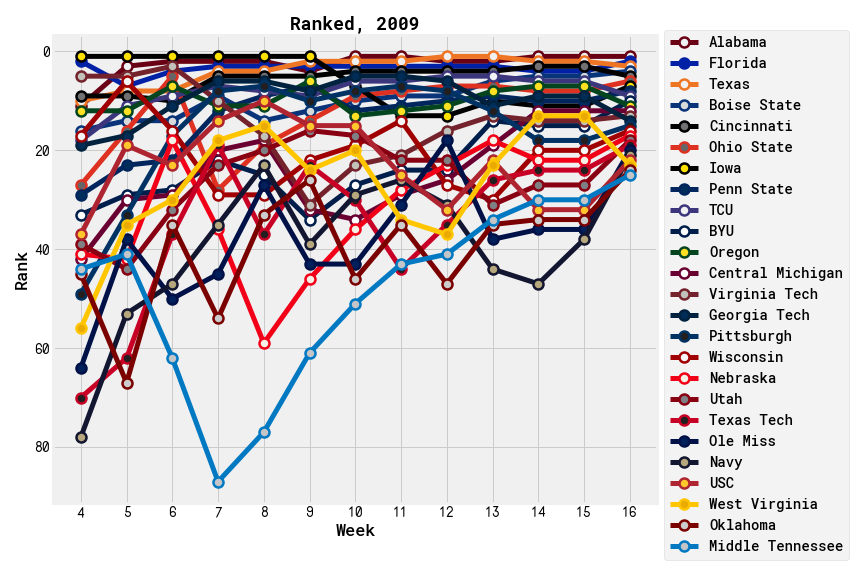 Ranked, 2009
Rank
0
20
40
60
80
4 5 6 7 8 9 10 11 12 13 14 15 16
Week
Alabama
Florida
Texas
Boise State
Cincinnati
Ohio State
Iowa
Penn State
TCU
BYU
Oregon
Central Michigan
Virginia Tech
Georgia Tech
Pittsburgh
Wisconsin
Nebraska
Utah
Texas Tech
Ole Miss
Navy
USC
West Virginia
Oklahoma
Middle Tennessee